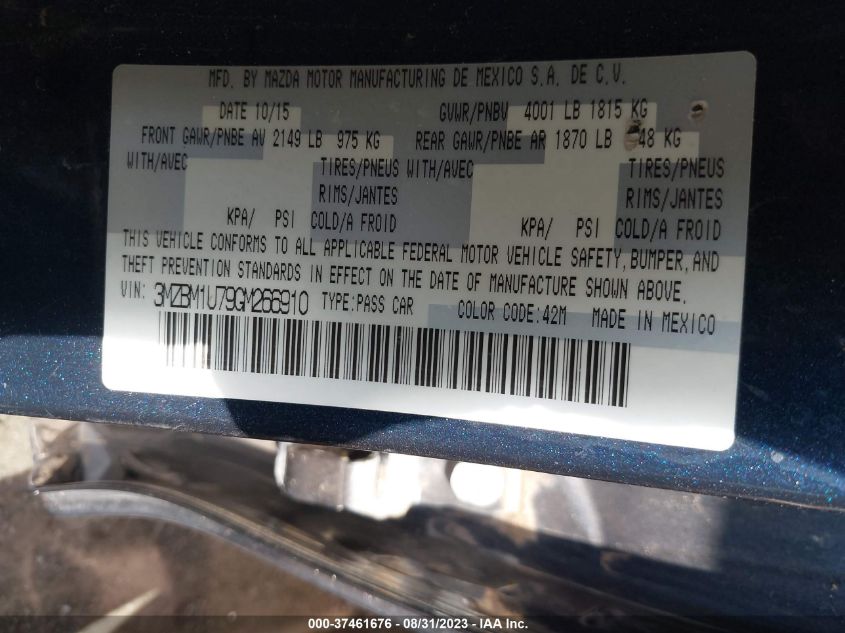 MFD. BY MAZDA MOTOR MANUFACTURING DE MEXICO S.A. DE C.V.
DATE 10/15 GVWR/PNBV 4001 LB 1815 KG
FRONT GAWR/PNBE AV 2149 LB 975 KG REAR GAWR/PNBE AR 1870 LB 48 KG
WITH/AVEC TIRES/PNEUS WITH/AVEC TIRES/PNEUS
RIMS/JANTES RIMS/JANTES
KPA/ PSI COLD/A FROID KPA/ PSI COLD/A FROID
THIS VEHICLE CONFORMS TO ALL APPLICABLE FEDERAL MOTOR VEHICLE SAFETY, BUMPER, AND
THEFT PREVENTION STANDARDS IN EFFECT ON THE DATE OF MANUFACTURE SHOWN ABOVE.
VIN: 3MZBM1U79GM266910 TYPE:PASS CAR COLOR CODE:42M MADE IN MEXICO
000-37461676 / 08/31/2023 - IAA Inc.